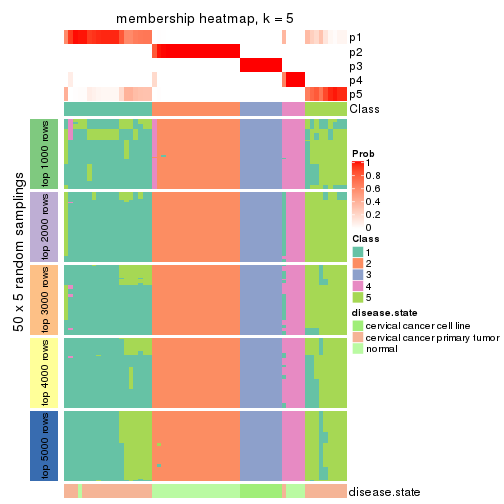 membership heatmap, k = 5
p1
p2
p3
p4
p5
Class
50 x 5 random samplings
top 1000 rows
top 2000 rows
top 3000 rows
top 4000 rows
top 5000 rows
Prob
1
0.8
0.6
0.4
0.2
0
Class
1
2
3
4
5
disease.state
cervical cancer cell line
cervical cancer primary tumor
normal
disease.state